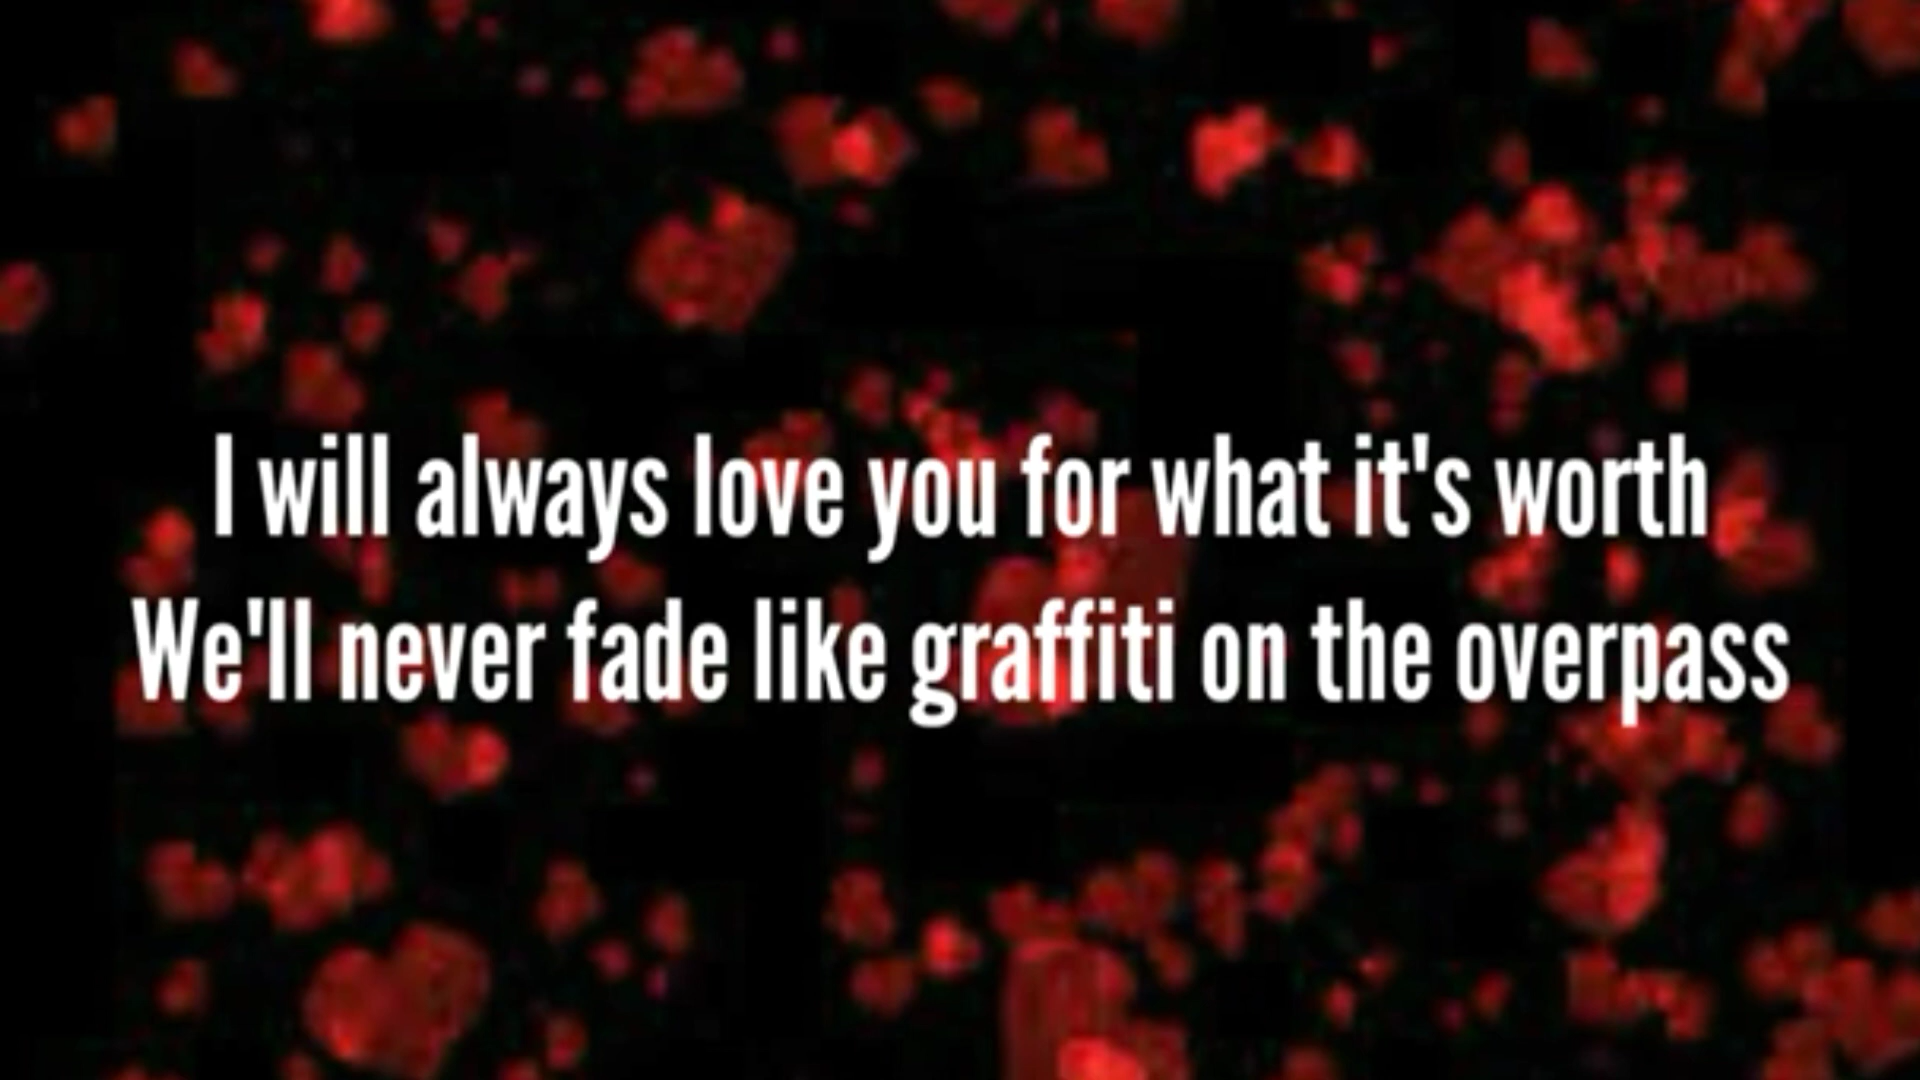 I will always love you for what it's worth
We'll never fade like graffiti on the overpass